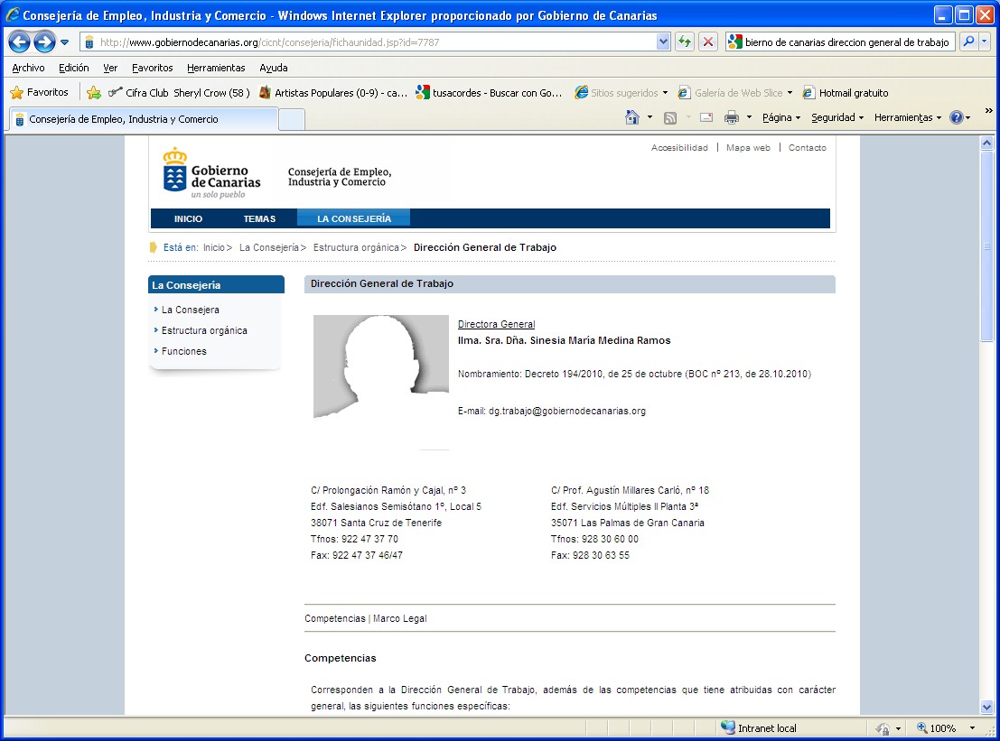 Consejería de Empleo, Industria y Comercio - Windows Internet Explorer proporcionado por Gobierno de Canarias
http://www.gobiernodecanarias.org/cicnt/consejeria/fichaunidad.jsp?id=7787
bierno de canarias direccion general de trabajo
Archivo Edición Ver Favoritos Herramientas Ayuda
Favoritos Cifra Club Sheryl Crow (58 ) Artistas Populares (0-9) - ca... tusacordes - Buscar con Go... Sitios sugeridos Galería de Web Slice Hotmail gratuito
Consejería de Empleo, Industria y Comercio
Página Seguridad Herramientas
Accesibilidad | Mapa web | Contacto
Gobierno
de Canarias
un solo pueblo
Consejería de Empleo,
Industria y Comercio
INICIO TEMAS LA CONSEJERÍA
Está en: Inicio > La Consejería > Estructura orgánica > Dirección General de Trabajo
La Consejería
La Consejera
Estructura orgánica
Funciones
Dirección General de Trabajo
Directora General
Ilma. Sra. Dña. Sinesia María Medina Ramos
Nombramiento: Decreto 194/2010, de 25 de octubre (BOC nº 213, de 28.10.2010)
E-mail: dg.trabajo@gobiernodecanarias.org
C/ Prolongación Ramón y Cajal, nº 3
Edf. Salesianos Semisótano 1º, Local 5
38071 Santa Cruz de Tenerife
Tfnos: 922 47 37 70
Fax: 922 47 37 46/47
C/ Prof. Agustín Millares Carló, nº 18
Edf. Servicios Múltiples II Planta 3ª
35071 Las Palmas de Gran Canaria
Tfnos: 928 30 60 00
Fax: 928 30 63 55
Competencias | Marco Legal
Competencias
Corresponden a la Dirección General de Trabajo, además de las competencias que tiene atribuidas con carácter
general, las siguientes funciones específicas:
Intranet local
100%